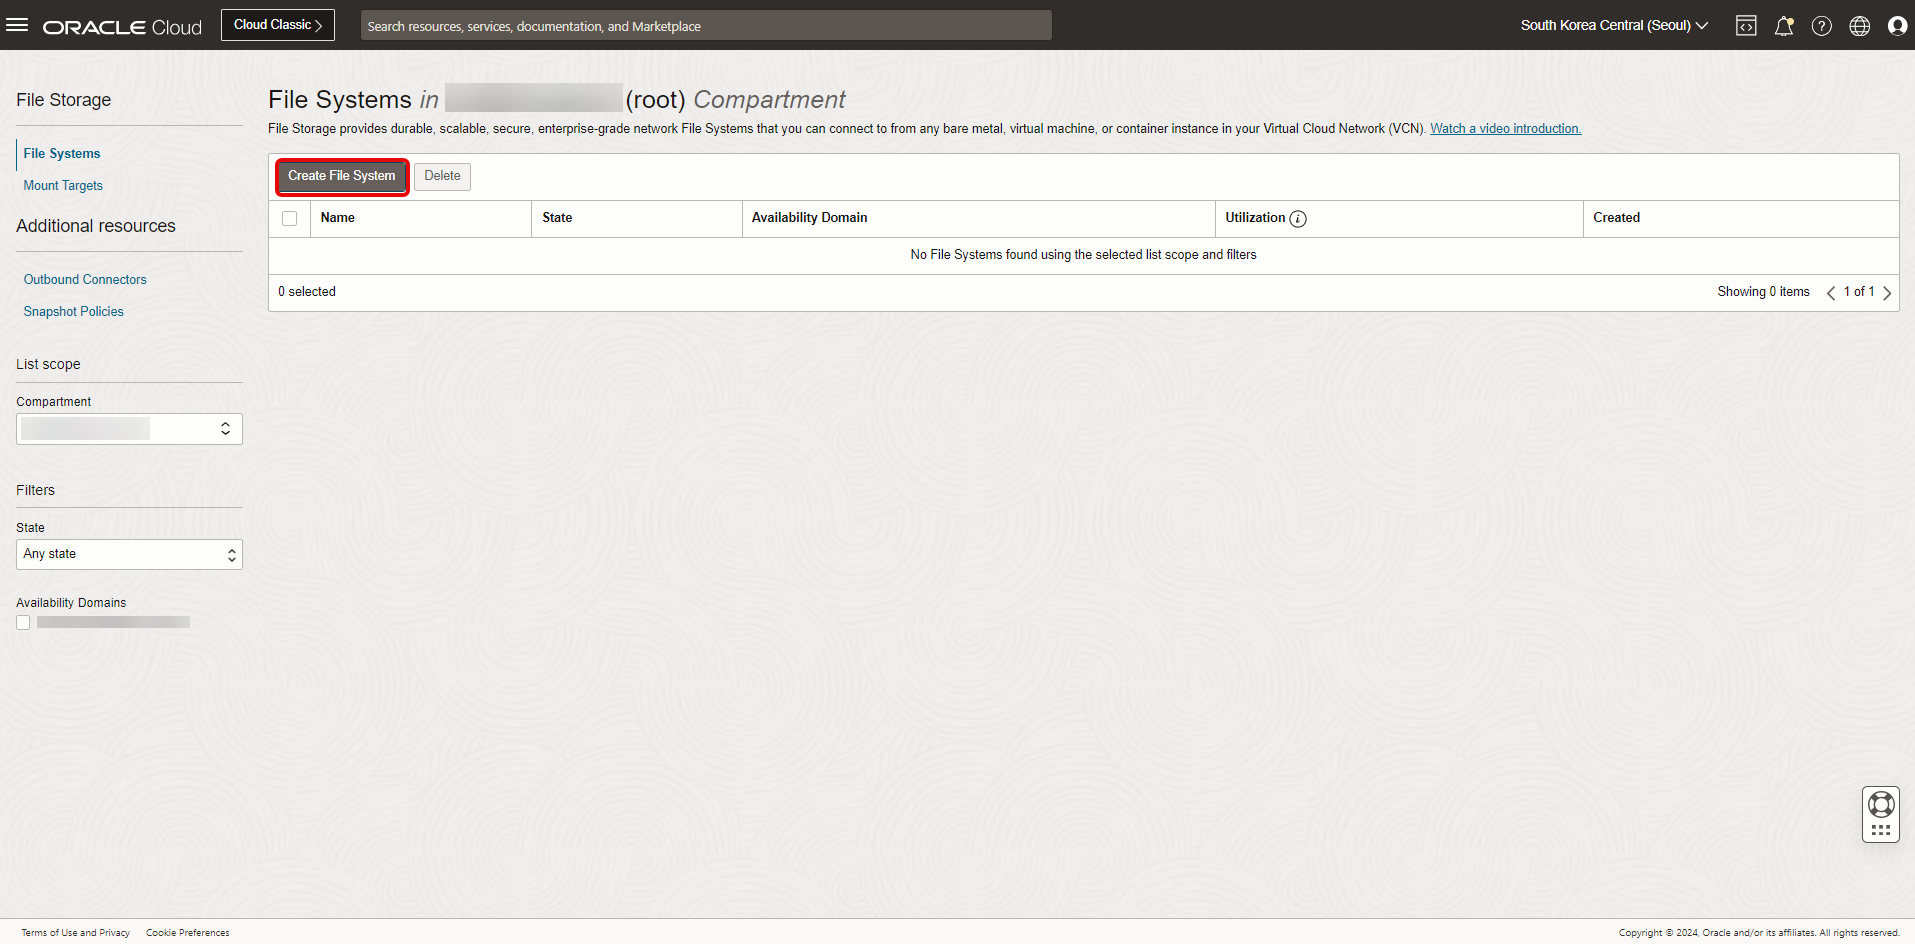 ORACLE Cloud
Cloud Classic
Search resources, services, documentation, and Marketplace
South Korea Central (Seoul)
File Storage
File Systems
Mount Targets
Additional resources
Outbound Connectors
Snapshot Policies
List scope
Compartment
Filters
State
Any state
Availability Domains
File Systems in (root) Compartment
File Storage provides durable, scalable, secure, enterprise-grade network File Systems that you can connect to from any bare metal, virtual machine, or container instance in your Virtual Cloud Network (VCN). Watch a video introduction.
Create File System Delete
Name State Availability Domain Utilization i Created
No File Systems found using the selected list scope and filters
0 selected Showing 0 items 1 of 1
Terms of Use and Privacy Cookie Preferences Copyright © 2024, Oracle and/or its affiliates. All rights reserved.